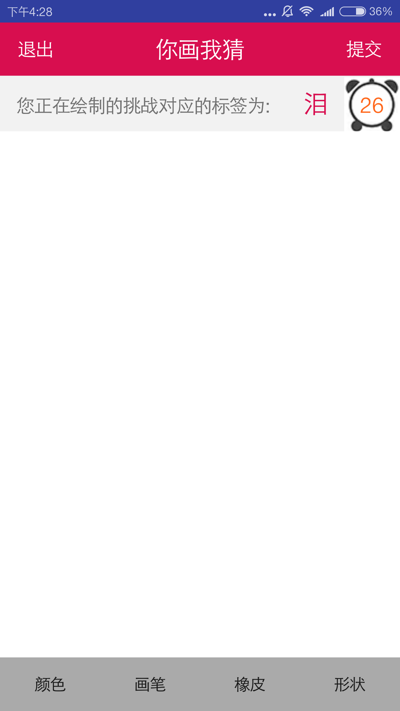 下午4:28 ... 36%
退出 你画我猜 提交
您正在绘制的挑战对应的标签为: 泪 26
颜色 画笔 橡皮 形状